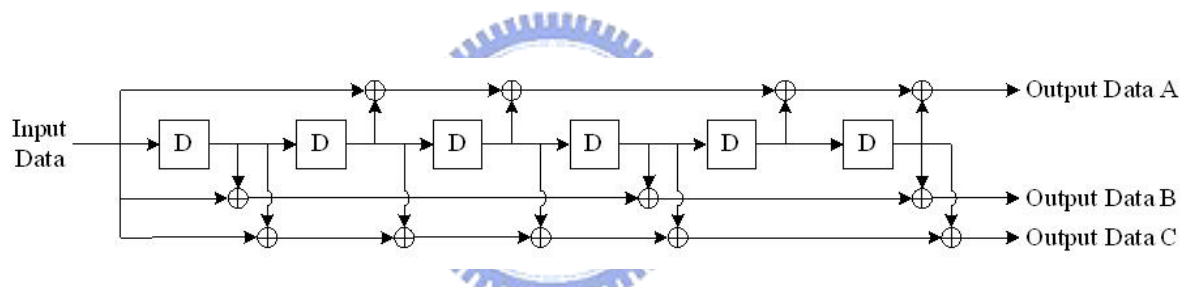 Output Data A
Input
Data
D D D D D D
Output Data B
Output Data C